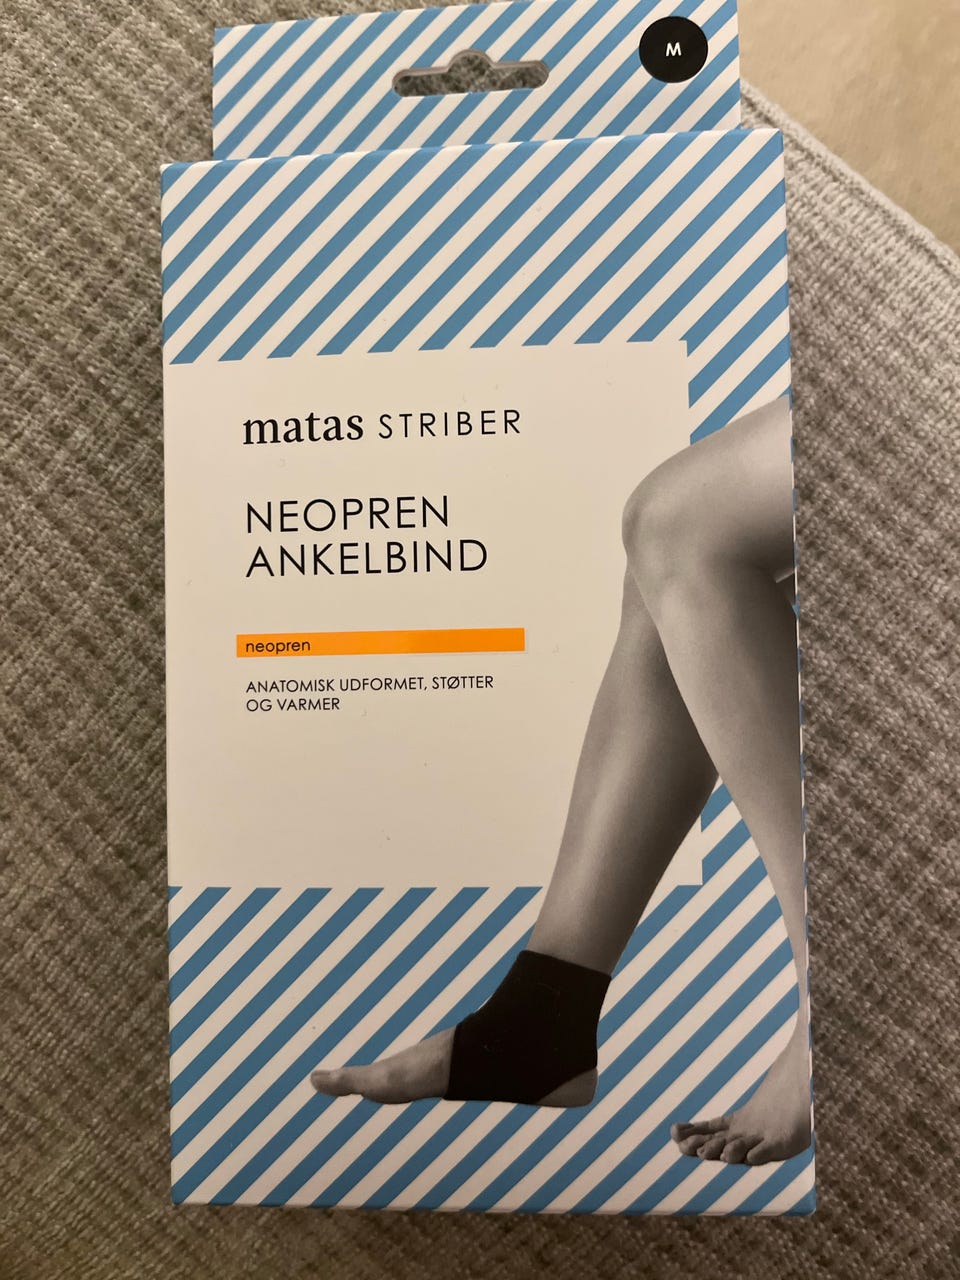 M
matas STRIBER
NEOPREN
ANKELBIND
neopren
ANATOMISK UDFORMET, STØTTER
OG VARMER